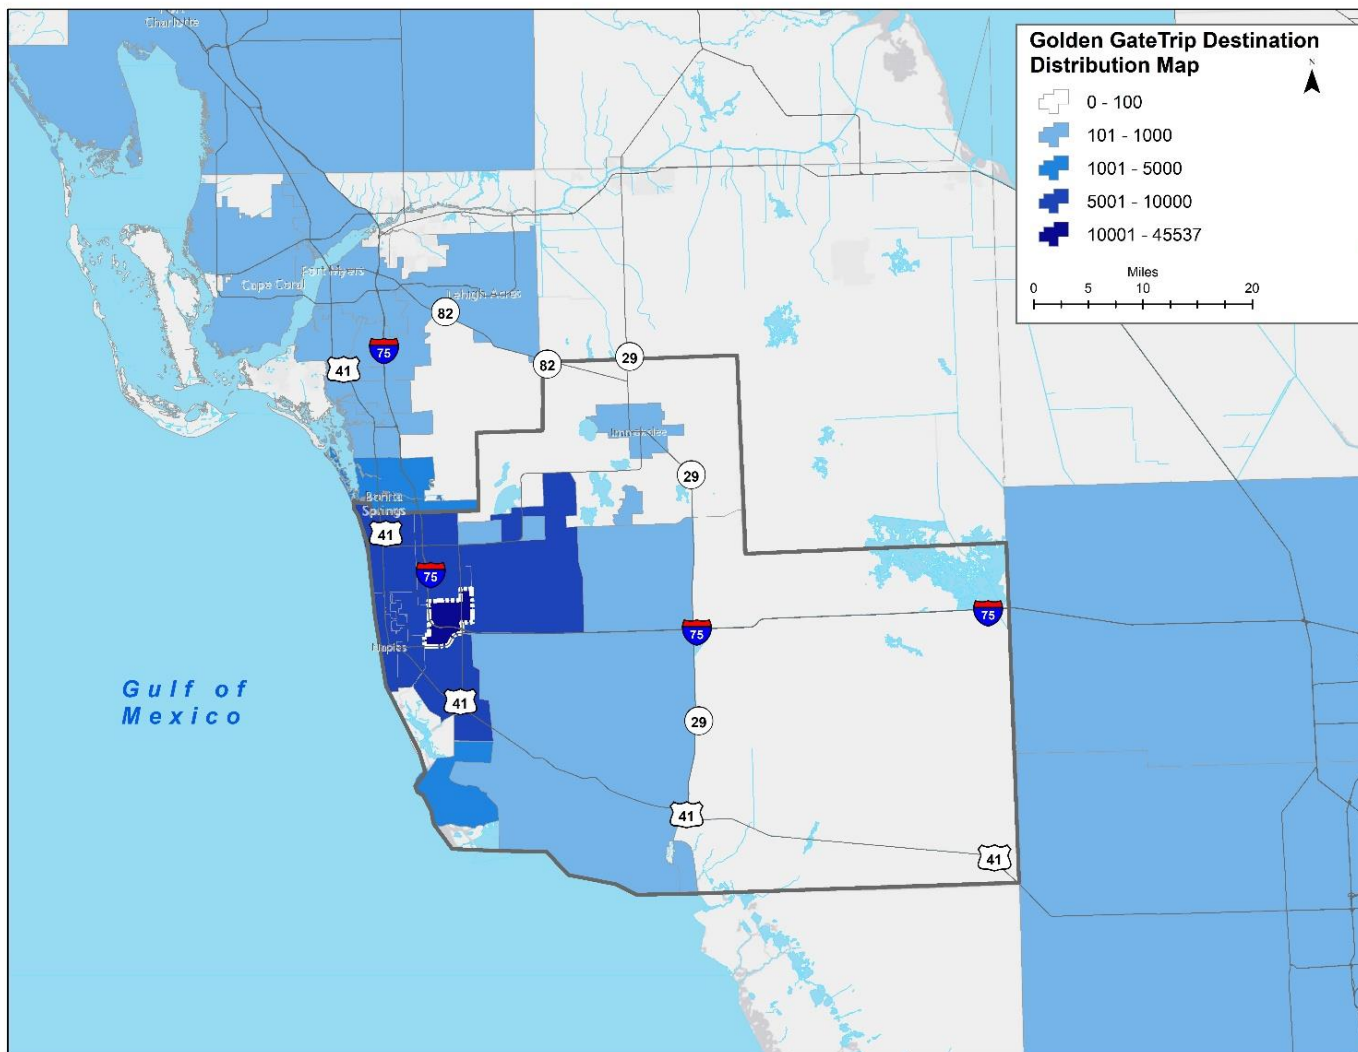 Port
Charlotte
Golden GateTrip Destination
Distribution Map
N
0 - 100
101 - 1000
1001 - 5000
5001 - 10000
10001 - 45537
Miles
0 5 10 20
Fort Myers
Cape Coral
Lehigh Acres
82
75
41
82
29
Immokalee
29
Bonita
Springs
41
75
75
75
Naples
41
29
Gulf of
Mexico
41
41